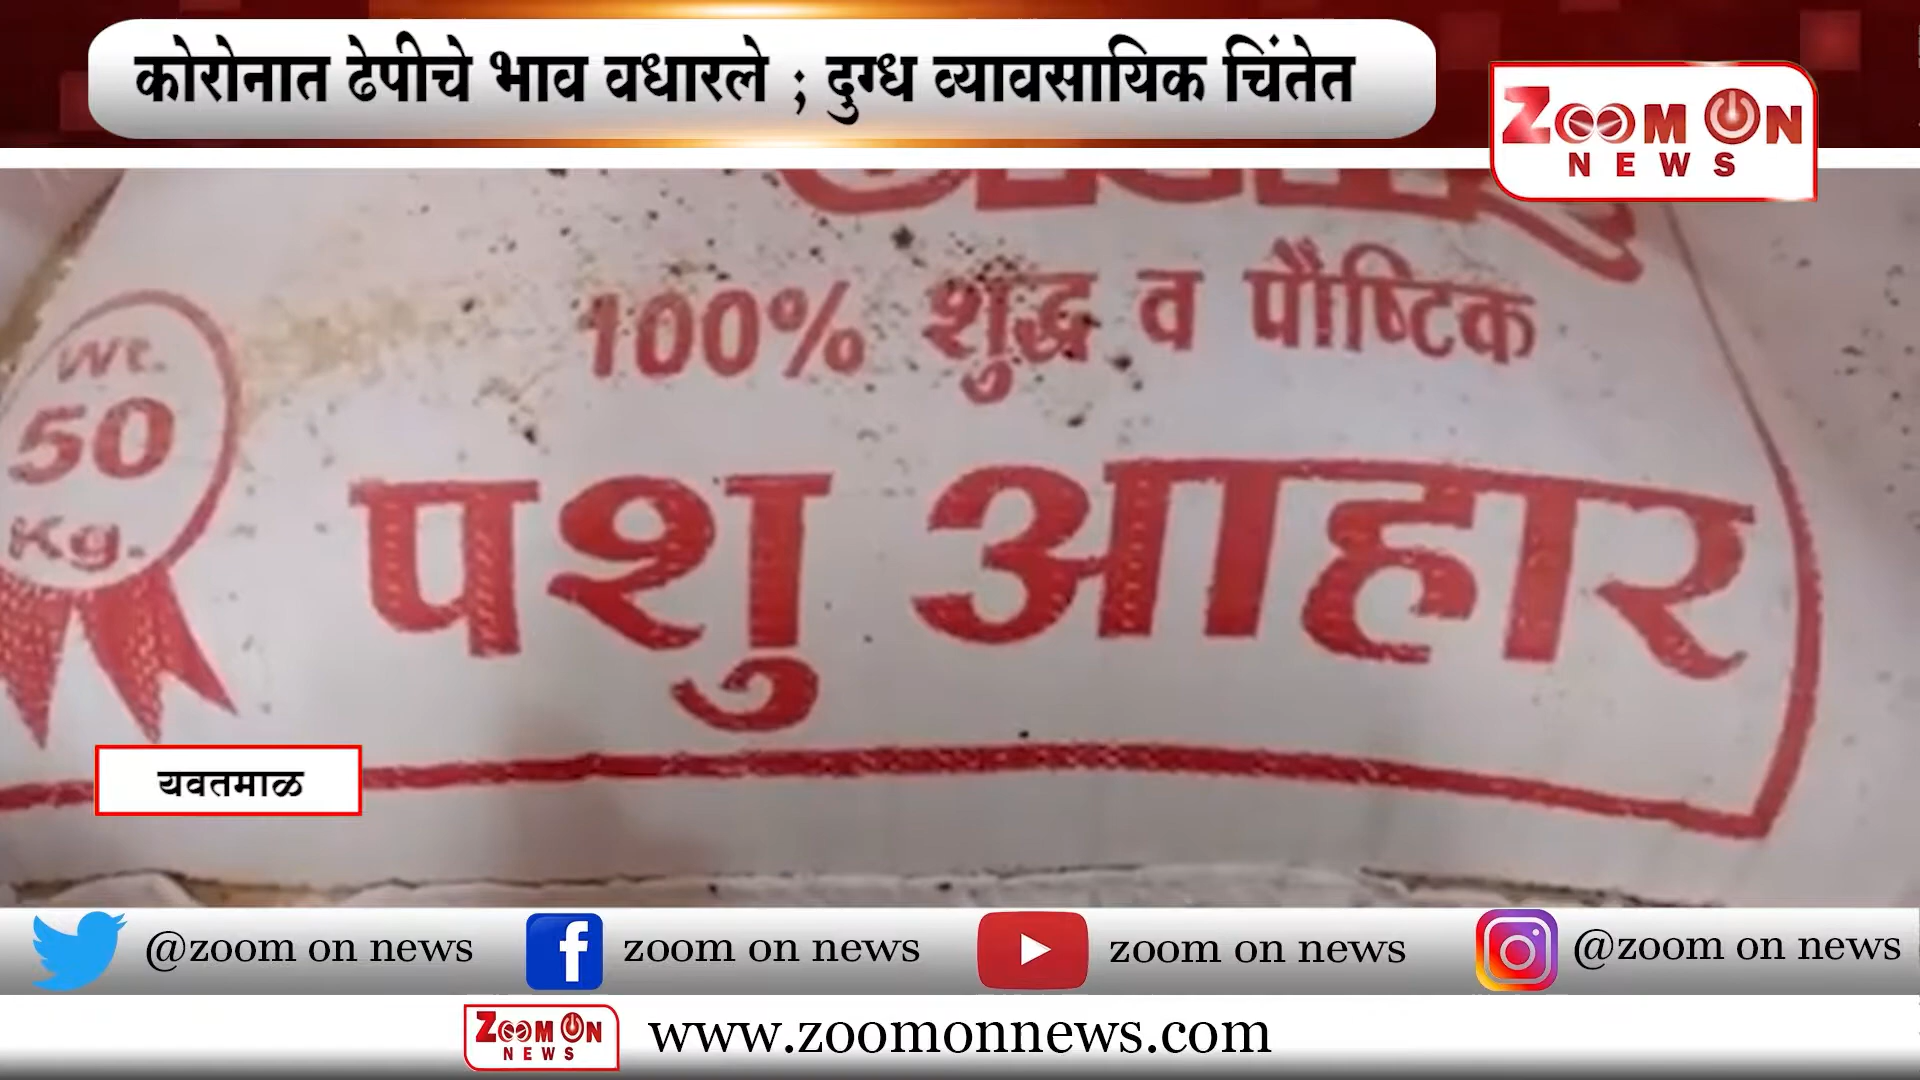 कोरोनात ढेपीचे भाव वधारले ; दुग्ध व्यावसायिक चिंतेत
ZOOM ON
NEWS
100% शुद्ध व पौष्टिक
Wt.
50
Kg.
पशु आहार
यवतमाळ
@zoom on news
zoom on news
zoom on news
@zoom on news
ZOOM ON
NEWS
www.zoomonnews.com